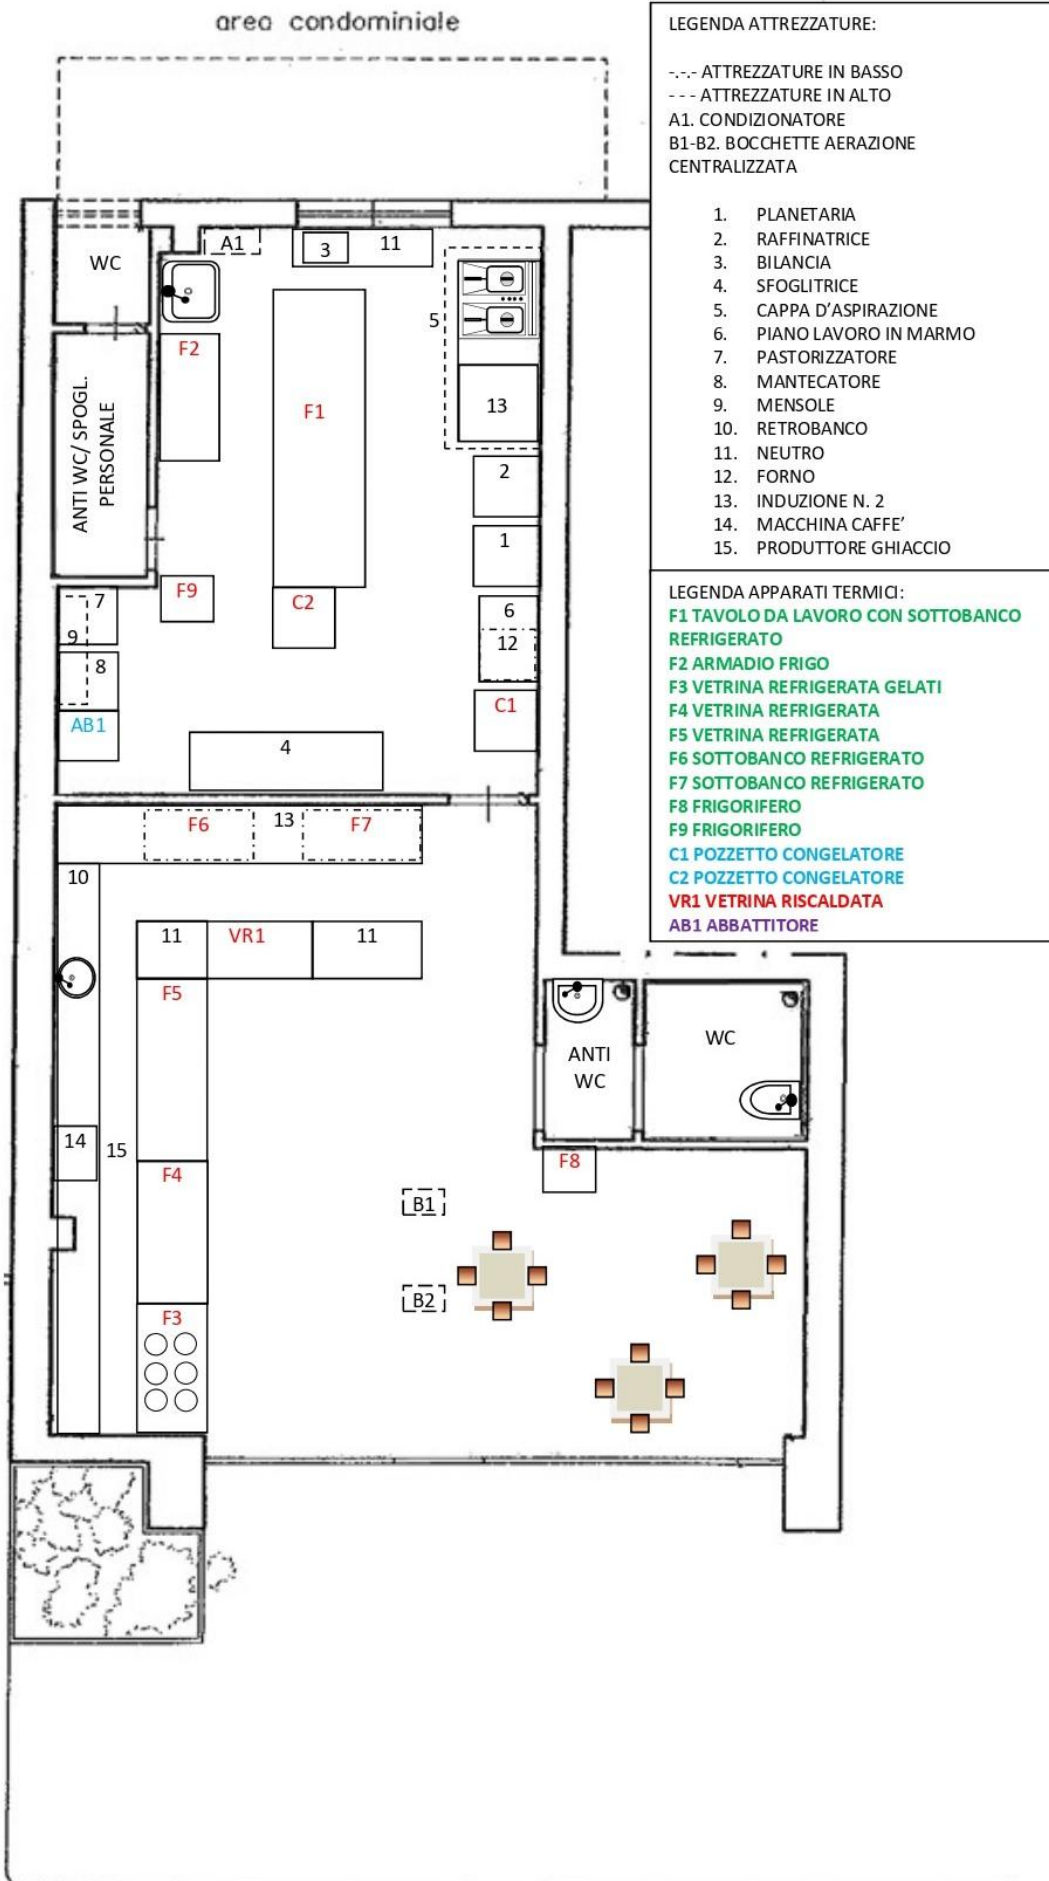 area condominiale
LEGENDA ATTREZZATURE:
-.-.- ATTREZZATURE IN BASSO
- - - ATTREZZATURE IN ALTO
A1. CONDIZIONATORE
B1-B2. BOCCHETTE AERAZIONE
CENTRALIZZATA
1. PLANETARIA
2. RAFFINATRICE
3. BILANCIA
4. SFOGLITRICE
5. CAPPA D'ASPIRAZIONE
6. PIANO LAVORO IN MARMO
7. PASTORIZZATORE
8. MANTECATORE
9. MENSOLE
10. RETROBANCO
11. NEUTRO
12. FORNO
13. INDUZIONE N. 2
14. MACCHINA CAFFE'
15. PRODUTTORE GHIACCIO
LEGENDA APPARATI TERMICI:
F1 TAVOLO DA LAVORO CON SOTTOBANCO
REFRIGERATO
F2 ARMADIO FRIGO
F3 VETRINA REFRIGERATA GELATI
F4 VETRINA REFRIGERATA
F5 VETRINA REFRIGERATA
F6 SOTTOBANCO REFRIGERATO
F7 SOTTOBANCO REFRIGERATO
F8 FRIGORIFERO
F9 FRIGORIFERO
C1 POZZETTO CONGELATORE
C2 POZZETTO CONGELATORE
VR1 VETRINA RISCALDATA
AB1 ABBATTITORE
WC
A1
3
11
5
F2
F1
13
ANTI WC/ SPOGL.
PERSONALE
2
1
F9
C2
7
6
9
12
8
C1
AB1
4
F6
13
F7
10
11
VR1
11
F5
ANTI
WC
WC
14
15
F4
F8
B1
B2
F3